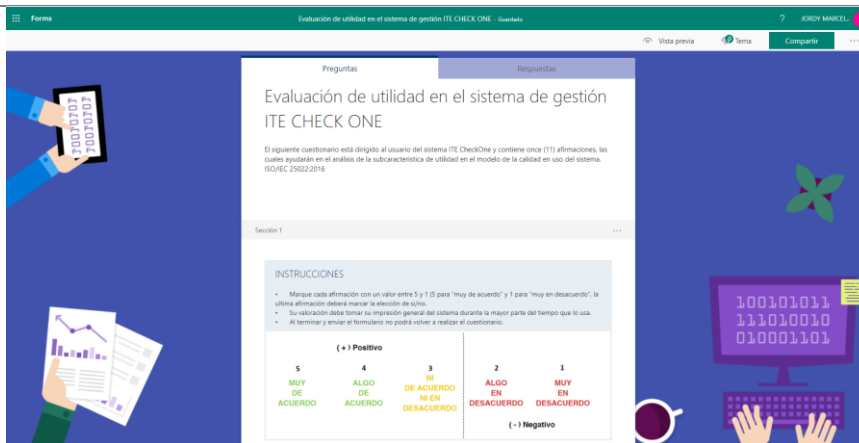 Forms
Evaluación de utilidad en el sistema de gestión ITE CHECK ONE - Guardado
? JORDY MARCEL..
Vista previa
Tema
Compartir
...
Preguntas
Respuestas
Evaluación de utilidad en el sistema de gestión
ITE CHECK ONE
El siguiente cuestionario está dirigido al usuario del sistema ITE CheckOne y contiene once (11) afirmaciones, las
cuales ayudarán en el análisis de la subcaracterística de utilidad en el modelo de la calidad en uso del sistema.
ISO/IEC 25022:2016
Sección 1
...
INSTRUCCIONES
• Marque cada afirmación con un valor entre 5 y 1 (5 para "muy de acuerdo" y 1 para "muy en desacuerdo", la
ultima afirmación deberá marcar la elección de si/no.
• Su valoración debe tomar su impresión general del sistema durante la mayor parte del tiempo que lo usa.
• Al terminar y enviar el formulario no podrá volver a realizar el cuestionario.
( + ) Positivo
5 4 3 2 1
MUY DE ACUERDO
ALGO DE ACUERDO
NI DE ACUERDO NI EN DESACUERDO
ALGO EN DESACUERDO
MUY EN DESACUERDO
( - ) Negativo
100101011
111010010
010001101